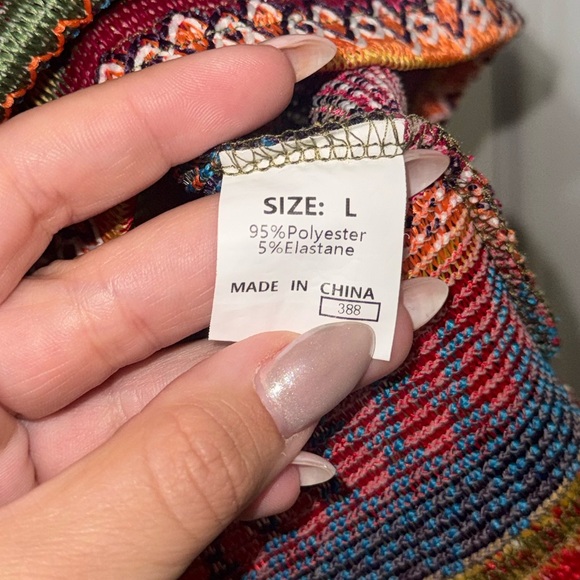 SIZE: L
95%Polyester
5%Elastane
MADE IN CHINA
388